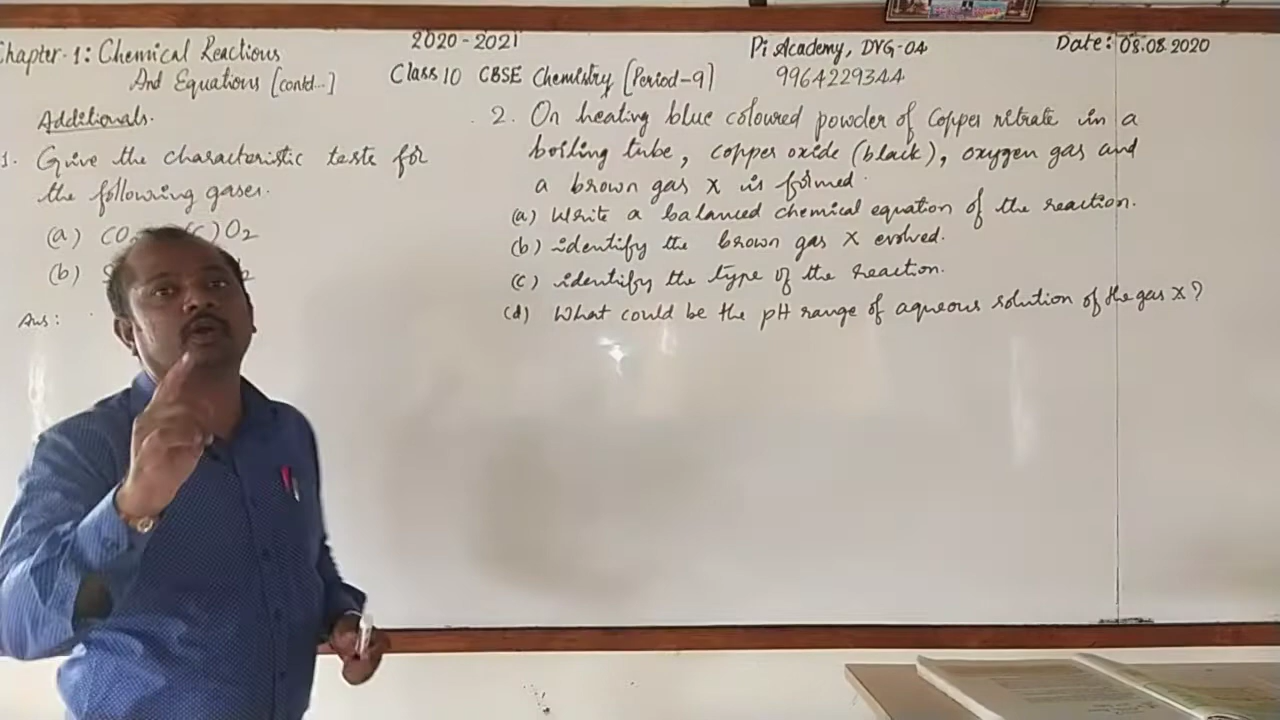 Chapter-1: Chemical Reactions
And Equations [contd...]
2020-2021
Class 10 CBSE Chemistry [Period-9]
Pi Academy, DVG-04
9964229344
Date: 08.08.2020
Additionals.
1. Give the characteristic tests for
the following gases.
(a) CO )O2
(b) 2
Ans:
2. On heating blue coloured powder of Copper nitrate in a
boiling tube, copper oxide (black), oxygen gas and
a brown gas X is formed.
(a) Write a balanced chemical equation of the reaction.
(b) identify the brown gas X evolved.
(c) identify the type of the reaction.
(d) What could be the pH range of aqueous solution of the gas X?